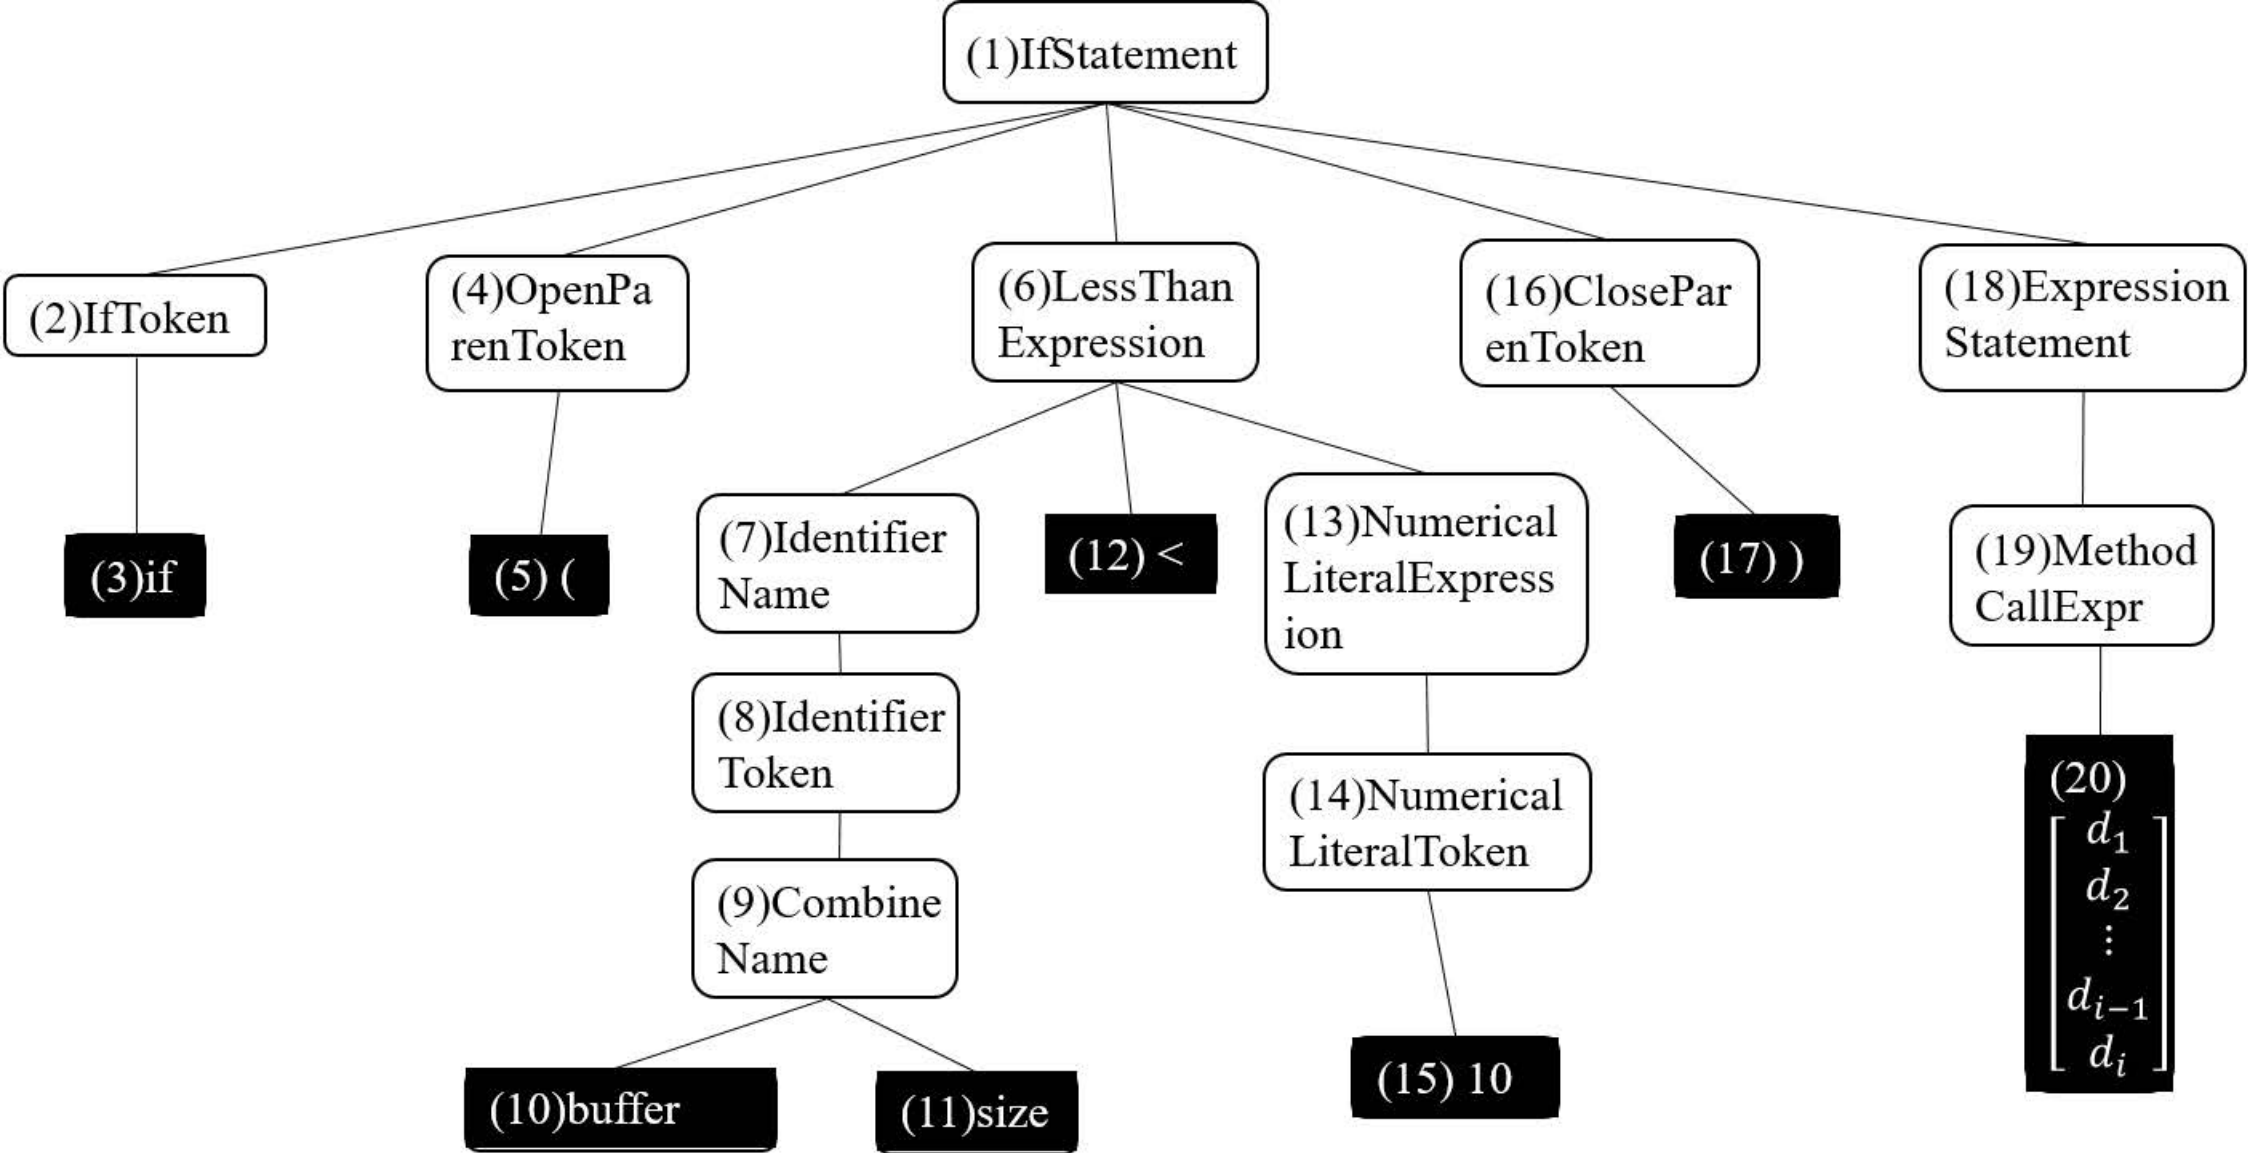 (1)IfStatement
(2)IfToken
(4)OpenPa
renToken
(6)LessThan
Expression
(16)ClosePar
enToken
(18)Expression
Statement
(3)if
(5) (
(7)Identifier
Name
(12) <
(13)Numerical
LiteralExpress
ion
(17) )
(19)Method
CallExpr
(8)Identifier
Token
(14)Numerical
LiteralToken
(20)
d₁
d₂
⋮
dᵢ₋₁
dᵢ
(9)Combine
Name
(10)buffer
(11)size
(15) 10